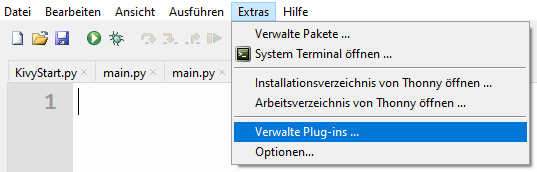 Datei Bearbeiten Ansicht Ausführen Extras Hilfe
Verwalte Pakete ...
System Terminal öffnen ...
KivyStart.py × main.py × main.py ×
Installationsverzeichnis von Thonny öffnen ...
Arbeitsverzeichnis von Thonny öffnen ...
1
Verwalte Plug-ins ...
Optionen...